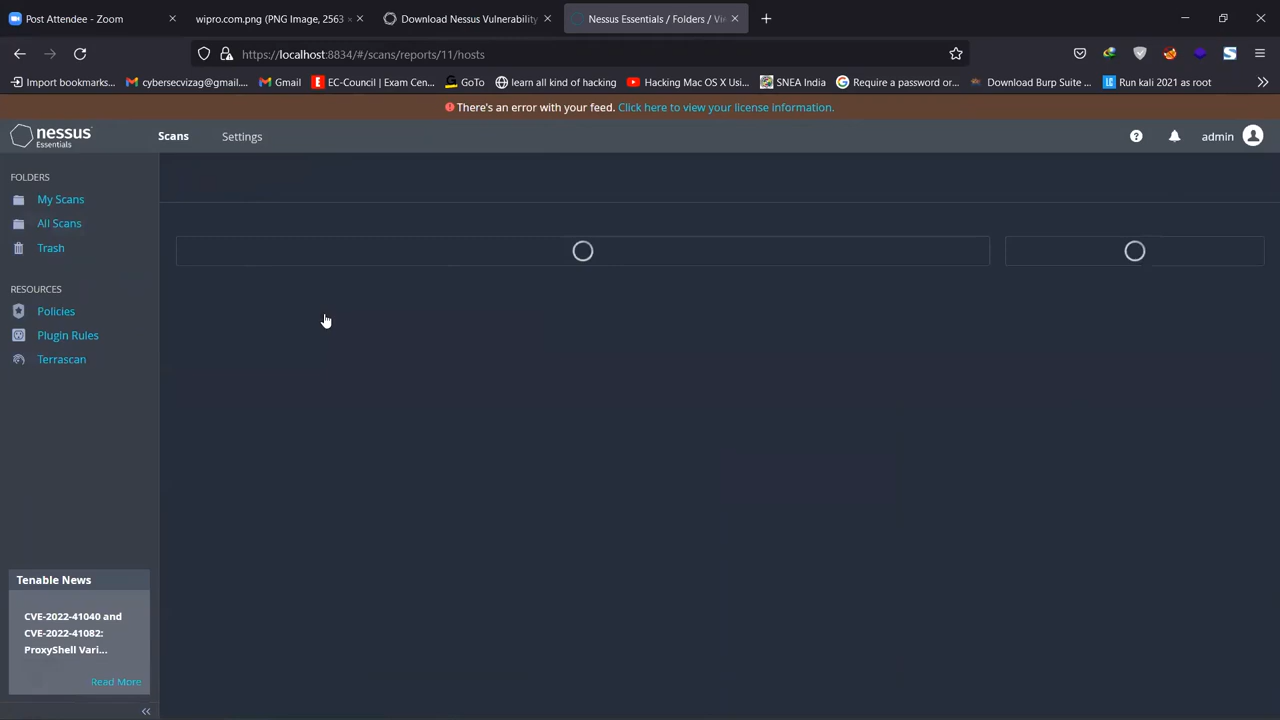 Post Attendee - Zoom
wipro.com.png (PNG Image, 2563
Download Nessus Vulnerability
Nessus Essentials / Folders / Vie
https://localhost:8834/#/scans/reports/11/hosts
Import bookmarks...
cybersecvizag@gmail....
Gmail
EC-Council | Exam Cen...
GoTo
learn all kind of hacking
Hacking Mac OS X Usi...
SNEA India
Require a password or...
Download Burp Suite ...
Run kali 2021 as root
There's an error with your feed. Click here to view your license information.
nessus
Essentials
Scans
Settings
admin
FOLDERS
My Scans
All Scans
Trash
RESOURCES
Policies
Plugin Rules
Terrascan
Tenable News
CVE-2022-41040 and
CVE-2022-41082:
ProxyShell Vari...
Read More